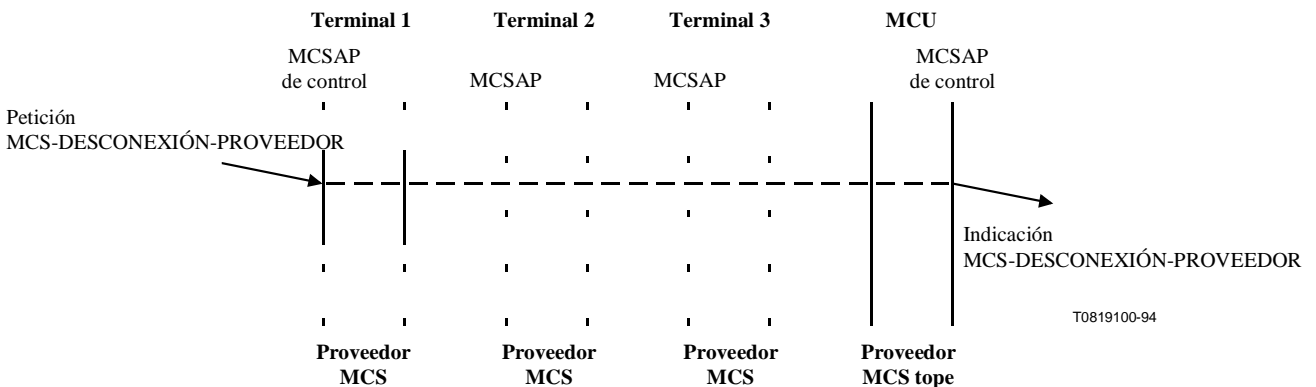 Terminal 1
Terminal 2
Terminal 3
MCU
MCSAP
de control
MCSAP
MCSAP
MCSAP
de control
Petición
MCS-DESCONEXIÓN-PROVEEDOR
Indicación
MCS-DESCONEXIÓN-PROVEEDOR
T0819100-94
Proveedor
MCS
Proveedor
MCS
Proveedor
MCS
Proveedor
MCS tope